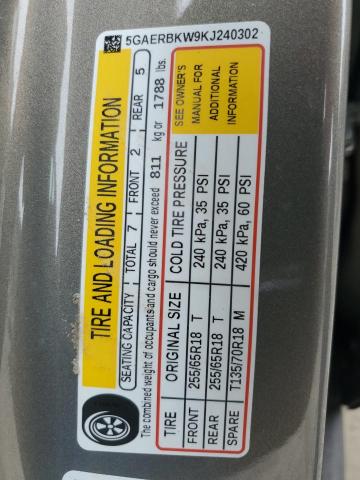 5GAERBKW9KJ240302
TIRE AND LOADING INFORMATION
SEATING CAPACITY: TOTAL 7 FRONT 2 REAR 5
The combined weight of occupants and cargo should never exceed 811 kg or 1788 lbs.
TIRE ORIGINAL SIZE COLD TIRE PRESSURE
FRONT 255/65R18 T 240 kPa, 35 PSI
REAR 255/65R18 T 240 kPa, 35 PSI
SPARE T135/70R18 M 420 kPa, 60 PSI
SEE OWNER'S
MANUAL FOR
ADDITIONAL
INFORMATION